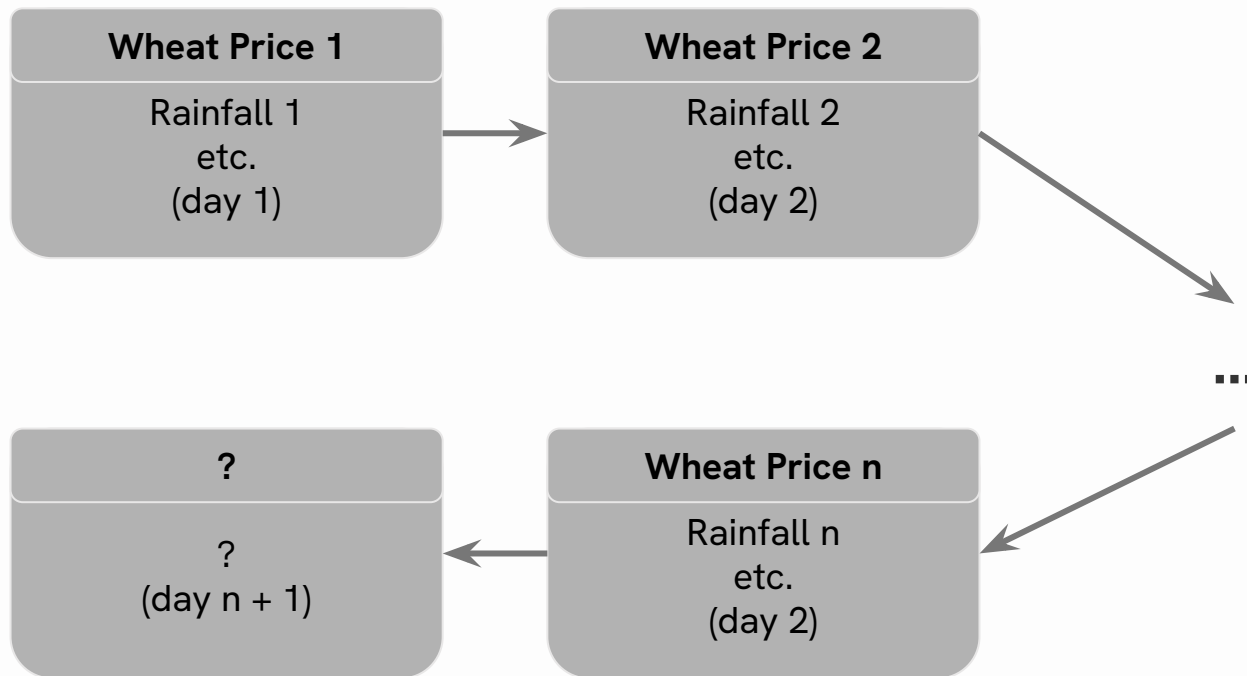 Wheat Price 1
Rainfall 1
etc.
(day 1)
Wheat Price 2
Rainfall 2
etc.
(day 2)
...
Wheat Price n
Rainfall n
etc.
(day 2)
?
?
(day n + 1)